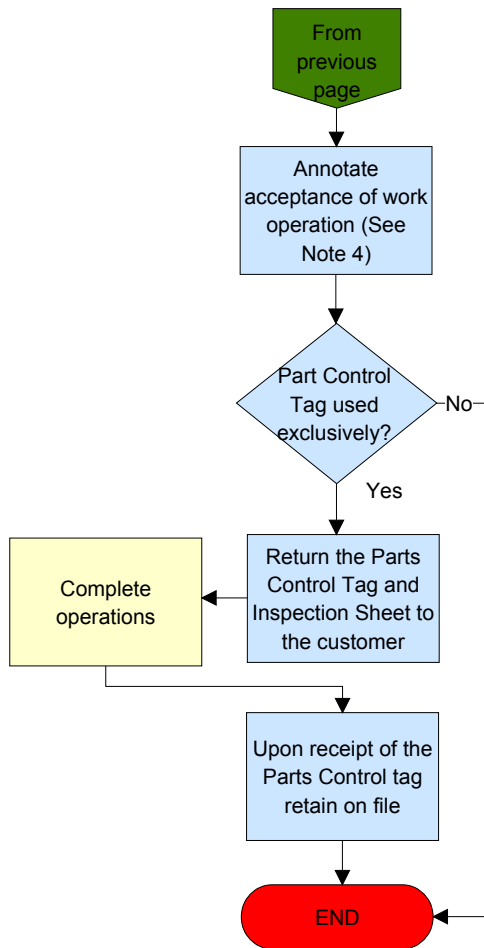 From
previous
page
Annotate
acceptance of work
operation (See
Note 4)
Part Control
Tag used
exclusively?
No
Yes
Return the Parts
Control Tag and
Inspection Sheet to
the customer
Complete
operations
Upon receipt of the
Parts Control tag
retain on file
END